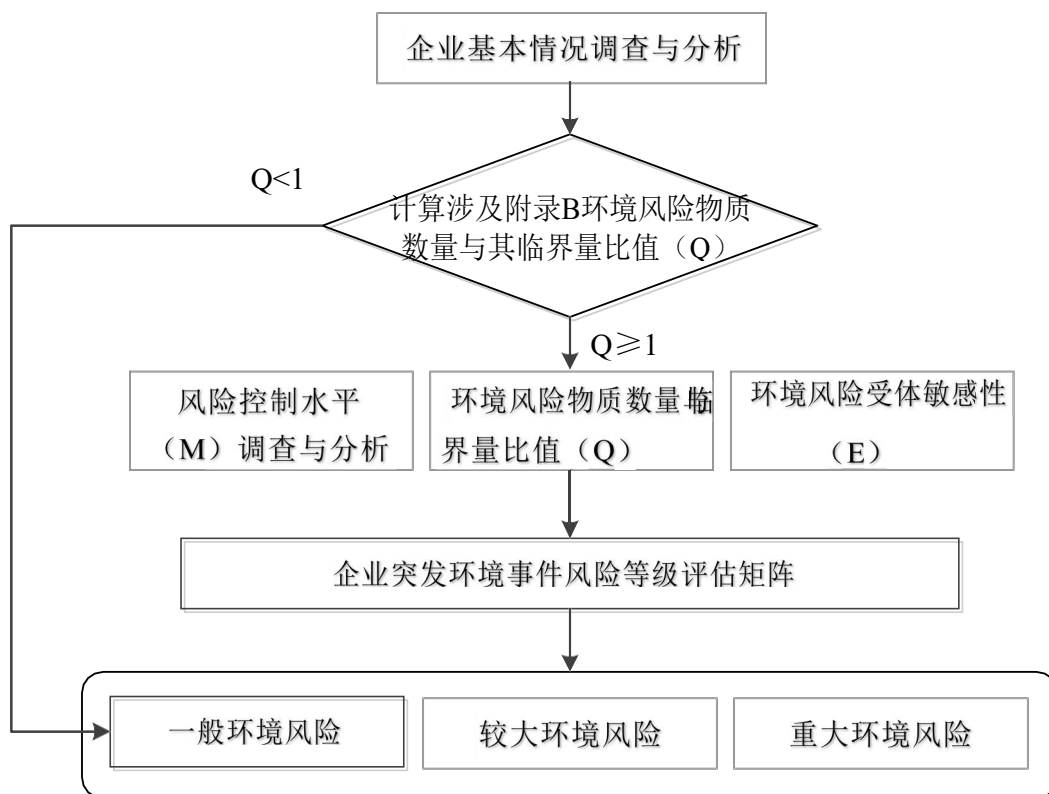 企业基本情况调查与分析
Q<1
计算涉及附录B环境风险物质
数量与其临界量比值（Q）
Q≥1
风险控制水平
（M）调查与分析
环境风险物质数量与临
界量比值（Q）
环境风险受体敏感性
（E）
企业突发环境事件风险等级评估矩阵
一般环境风险
较大环境风险
重大环境风险